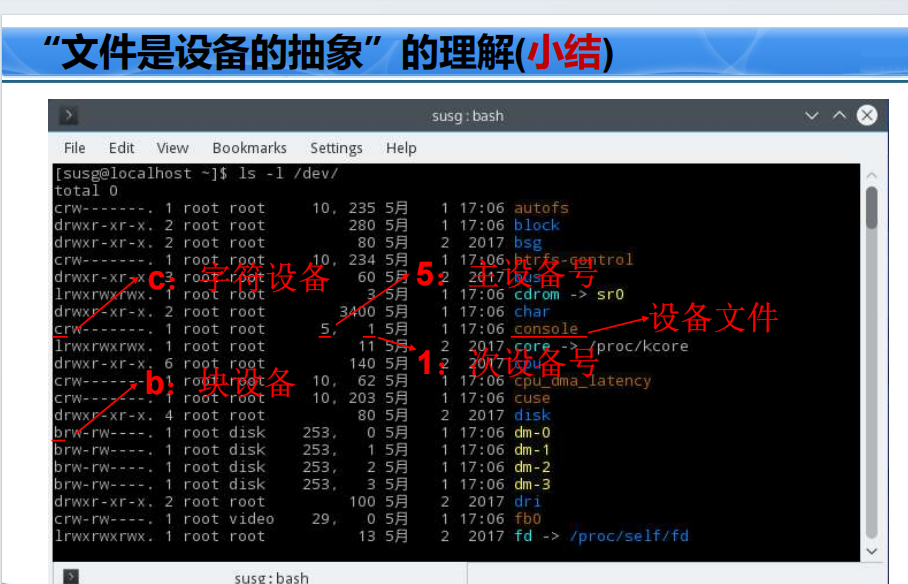 “文件是设备的抽象”的理解(小结)
susg:bash
File Edit View Bookmarks Settings Help
[susg@localhost ~]$ ls -l /dev/
total 0
crw-------. 1 root root 10, 235 5月 1 17:06 autofs
drwxr-xr-x. 2 root root 280 5月 1 17:06 block
drwxr-xr-x. 2 root root 80 5月 2 2017 bsg
crw-------. 1 root root 10, 234 5月 1 17:06 btrfs-control
c：字符设备
5：主设备号
drwxr-xr-x. 3 root root 60 5月 2 2017 bus
lrwxrwxrwx. 1 root root 3 5月 1 17:06 cdrom -> sr0
drwxr-xr-x. 2 root root 3400 5月 1 17:06 char
设备文件
crw-------. 1 root root 5, 1 5月 1 17:06 console
lrwxrwxrwx. 1 root root 11 5月 2 2017 core -> /proc/kcore
drwxr-xr-x. 6 root root 140 5月 2 2017 cpu
1：次设备号
crw-------. 1 root root 10, 62 5月 1 17:06 cpu_dma_latency
b：块设备
crw-------. 1 root root 10, 203 5月 1 17:06 cuse
drwxr-xr-x. 4 root root 80 5月 2 2017 disk
brw-rw----. 1 root disk 253, 0 5月 1 17:06 dm-0
brw-rw----. 1 root disk 253, 1 5月 1 17:06 dm-1
brw-rw----. 1 root disk 253, 2 5月 1 17:06 dm-2
brw-rw----. 1 root disk 253, 3 5月 1 17:06 dm-3
drwxr-xr-x. 2 root root 100 5月 2 2017 dri
crw-rw----. 1 root video 29, 0 5月 1 17:06 fb0
lrwxrwxrwx. 1 root root 13 5月 2 2017 fd -> /proc/self/fd
susg:bash